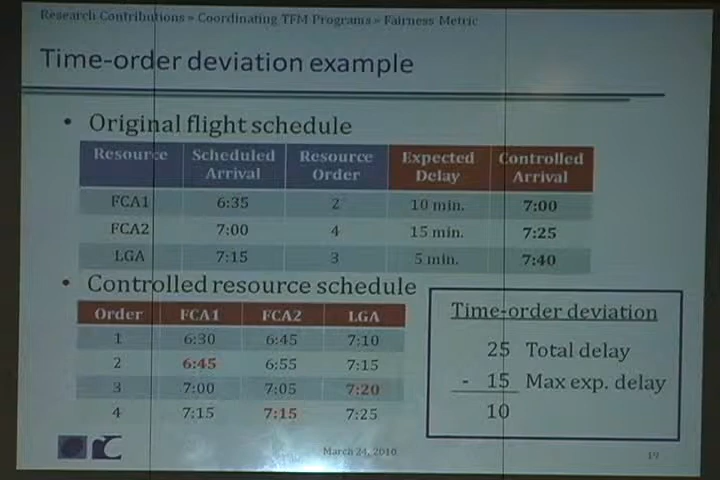 Research Contributions » Coordinating TFM Programs » Fairness Metric
Time-order deviation example
• Original flight schedule
Resource Scheduled Arrival Resource Order Expected Delay Controlled Arrival
FCA1 6:35 2 10 min. 7:00
FCA2 7:00 4 15 min. 7:25
LGA 7:15 3 5 min. 7:40
• Controlled resource schedule
Order FCA1 FCA2 LGA
1 6:30 6:45 7:10
2 6:45 6:55 7:15
3 7:00 7:05 7:20
4 7:15 7:15 7:25
Time-order deviation
25 Total delay
- 15 Max exp. delay
10
March 24, 2010
19